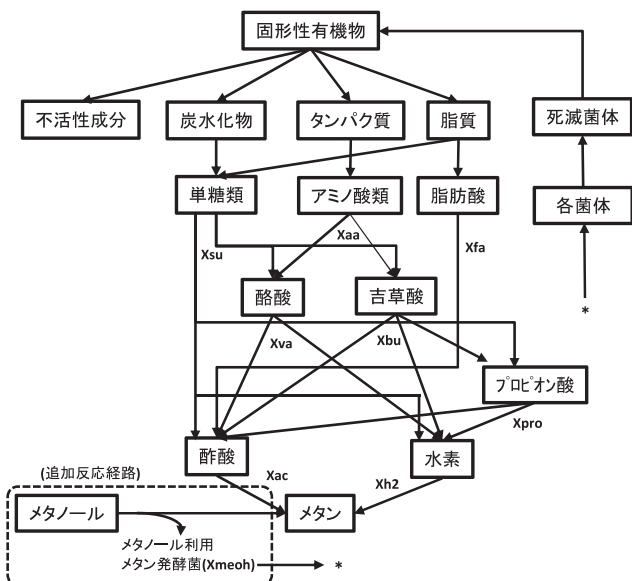 固形性有機物
不活性成分
炭水化物
タンパク質
脂質
死滅菌体
単糖類
アミノ酸類
脂肪酸
各菌体
Xsu
Xaa
Xfa
酪酸
吉草酸
*
Xva
Xbu
プロピオン酸
Xpro
酢酸
水素
(追加反応経路)
Xac
Xh2
メタノール
メタン
メタノール利用
メタン発酵菌(Xmeoh)
*